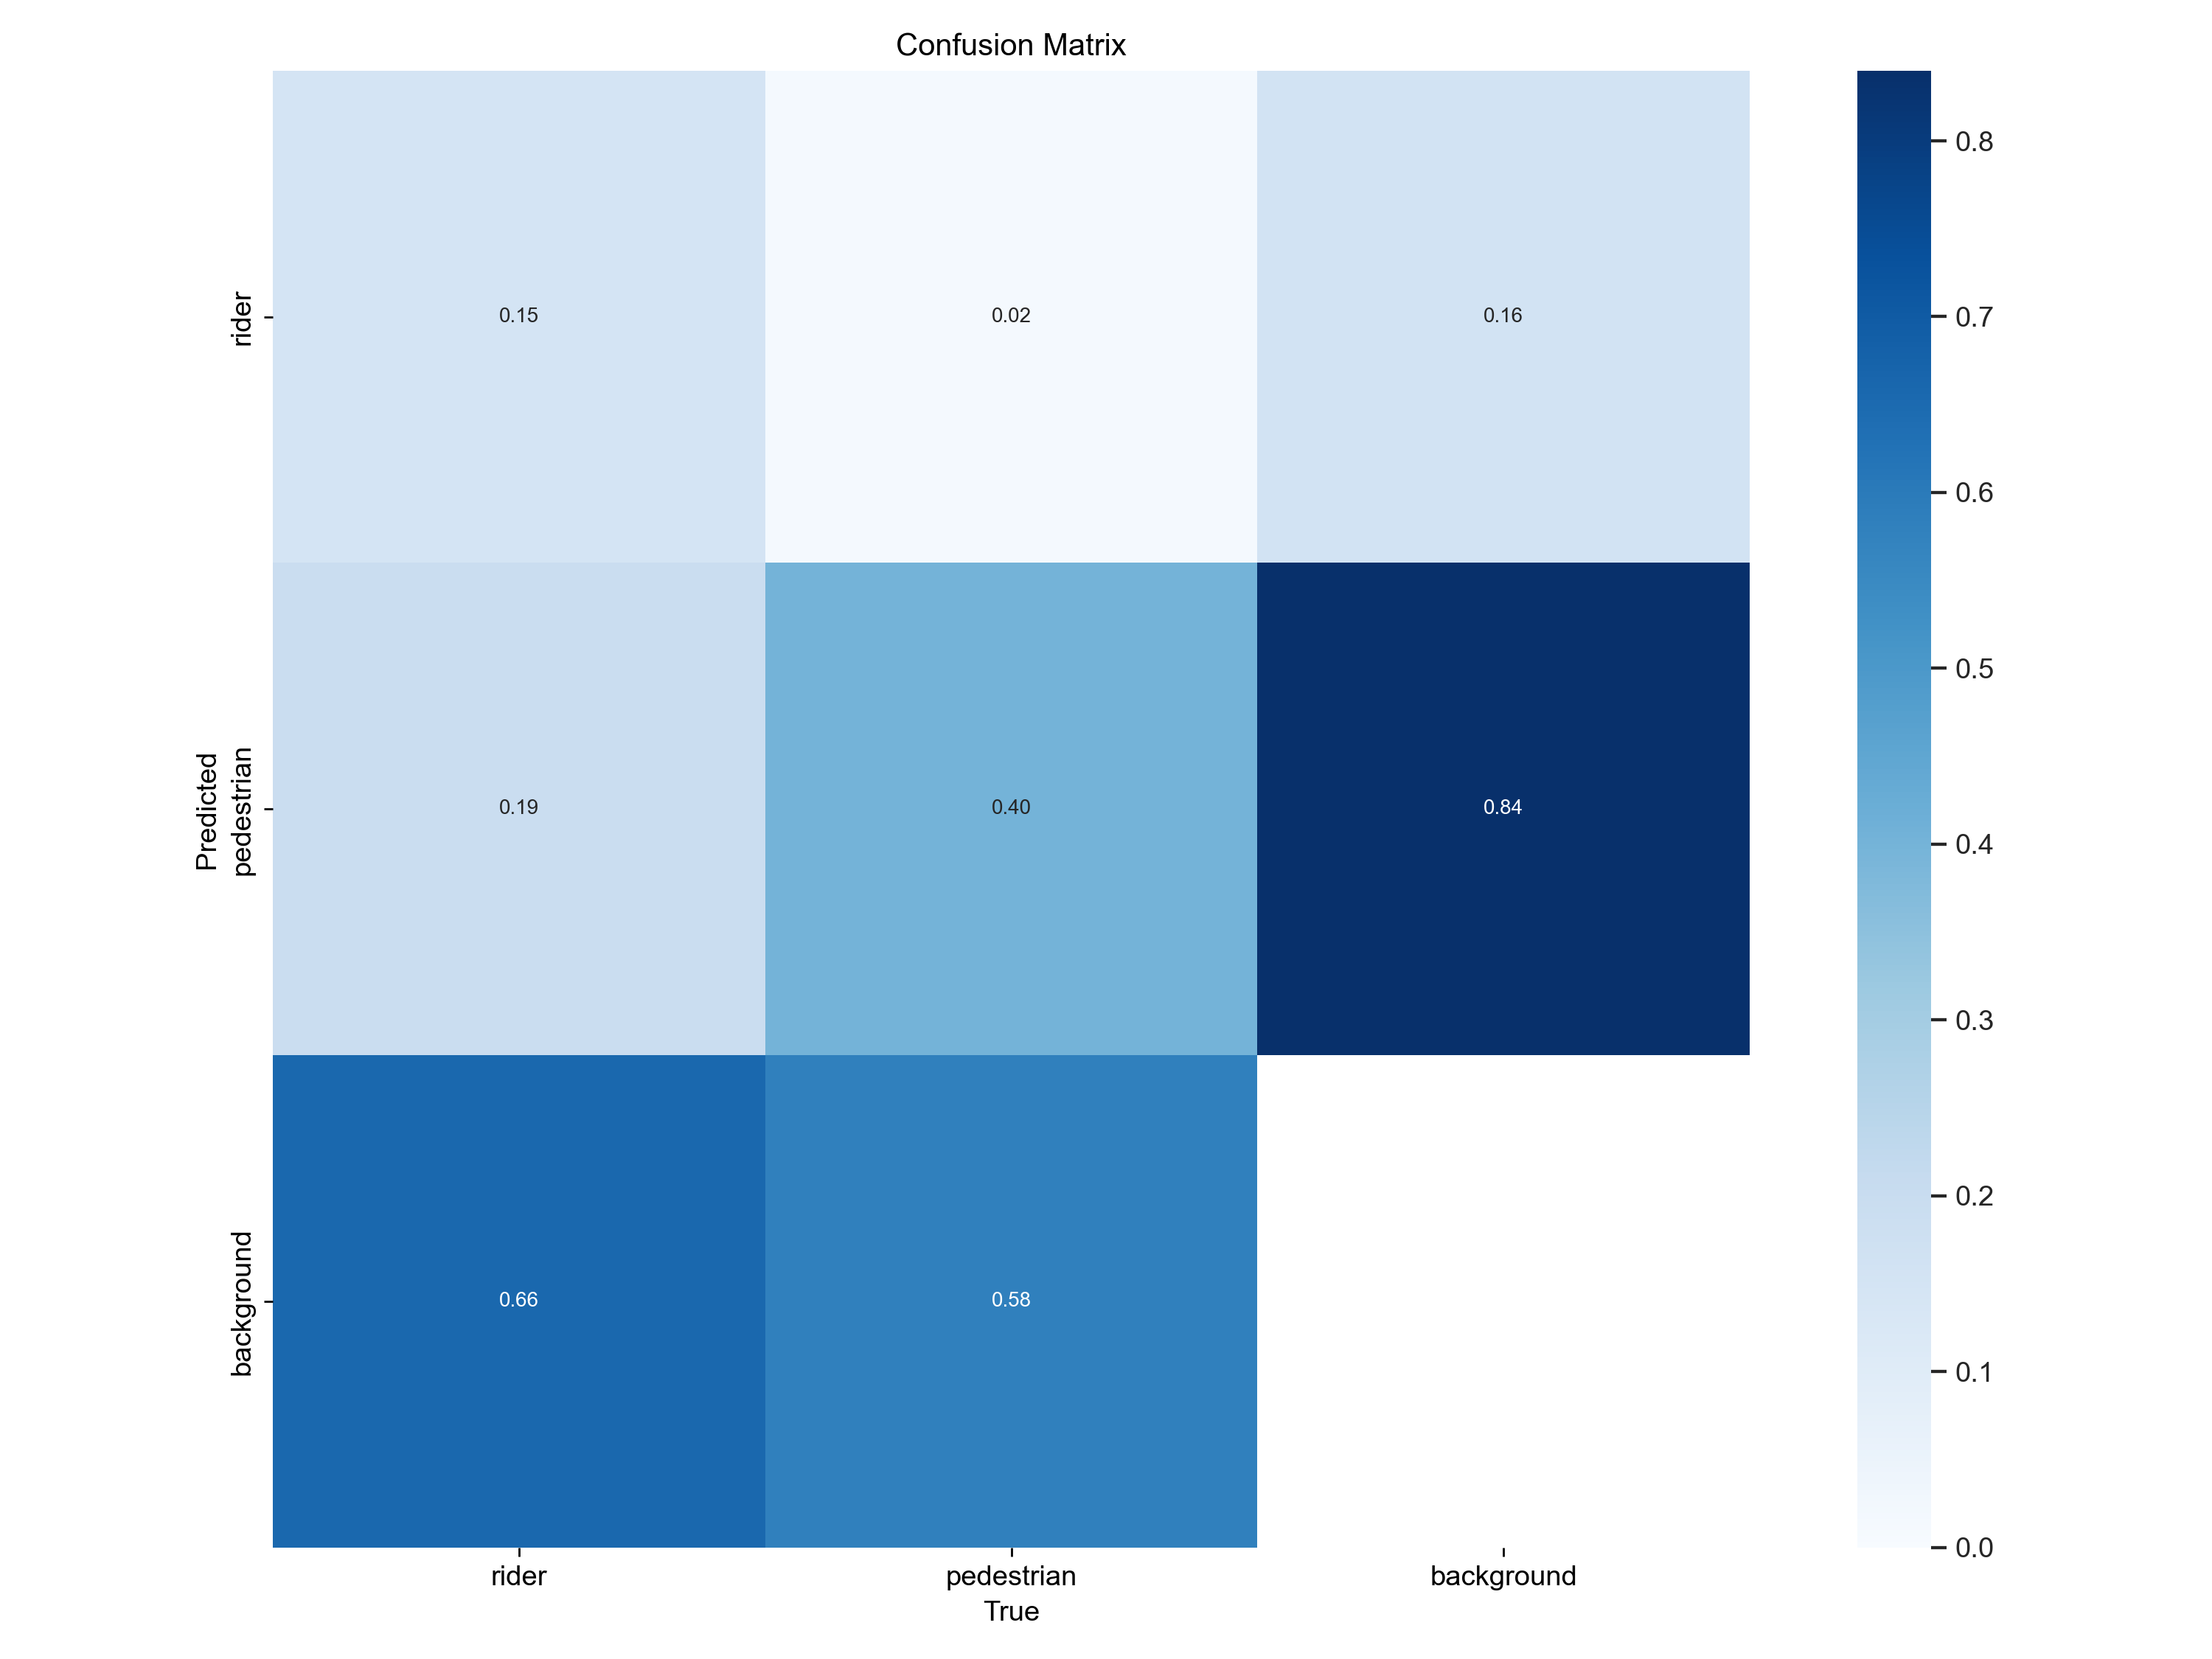 Confusion Matrix
Predicted
rider
0.15 0.02 0.16
pedestrian
0.19 0.40 0.84
background
0.66 0.58
rider pedestrian background
True
0.8
0.7
0.6
0.5
0.4
0.3
0.2
0.1
0.0